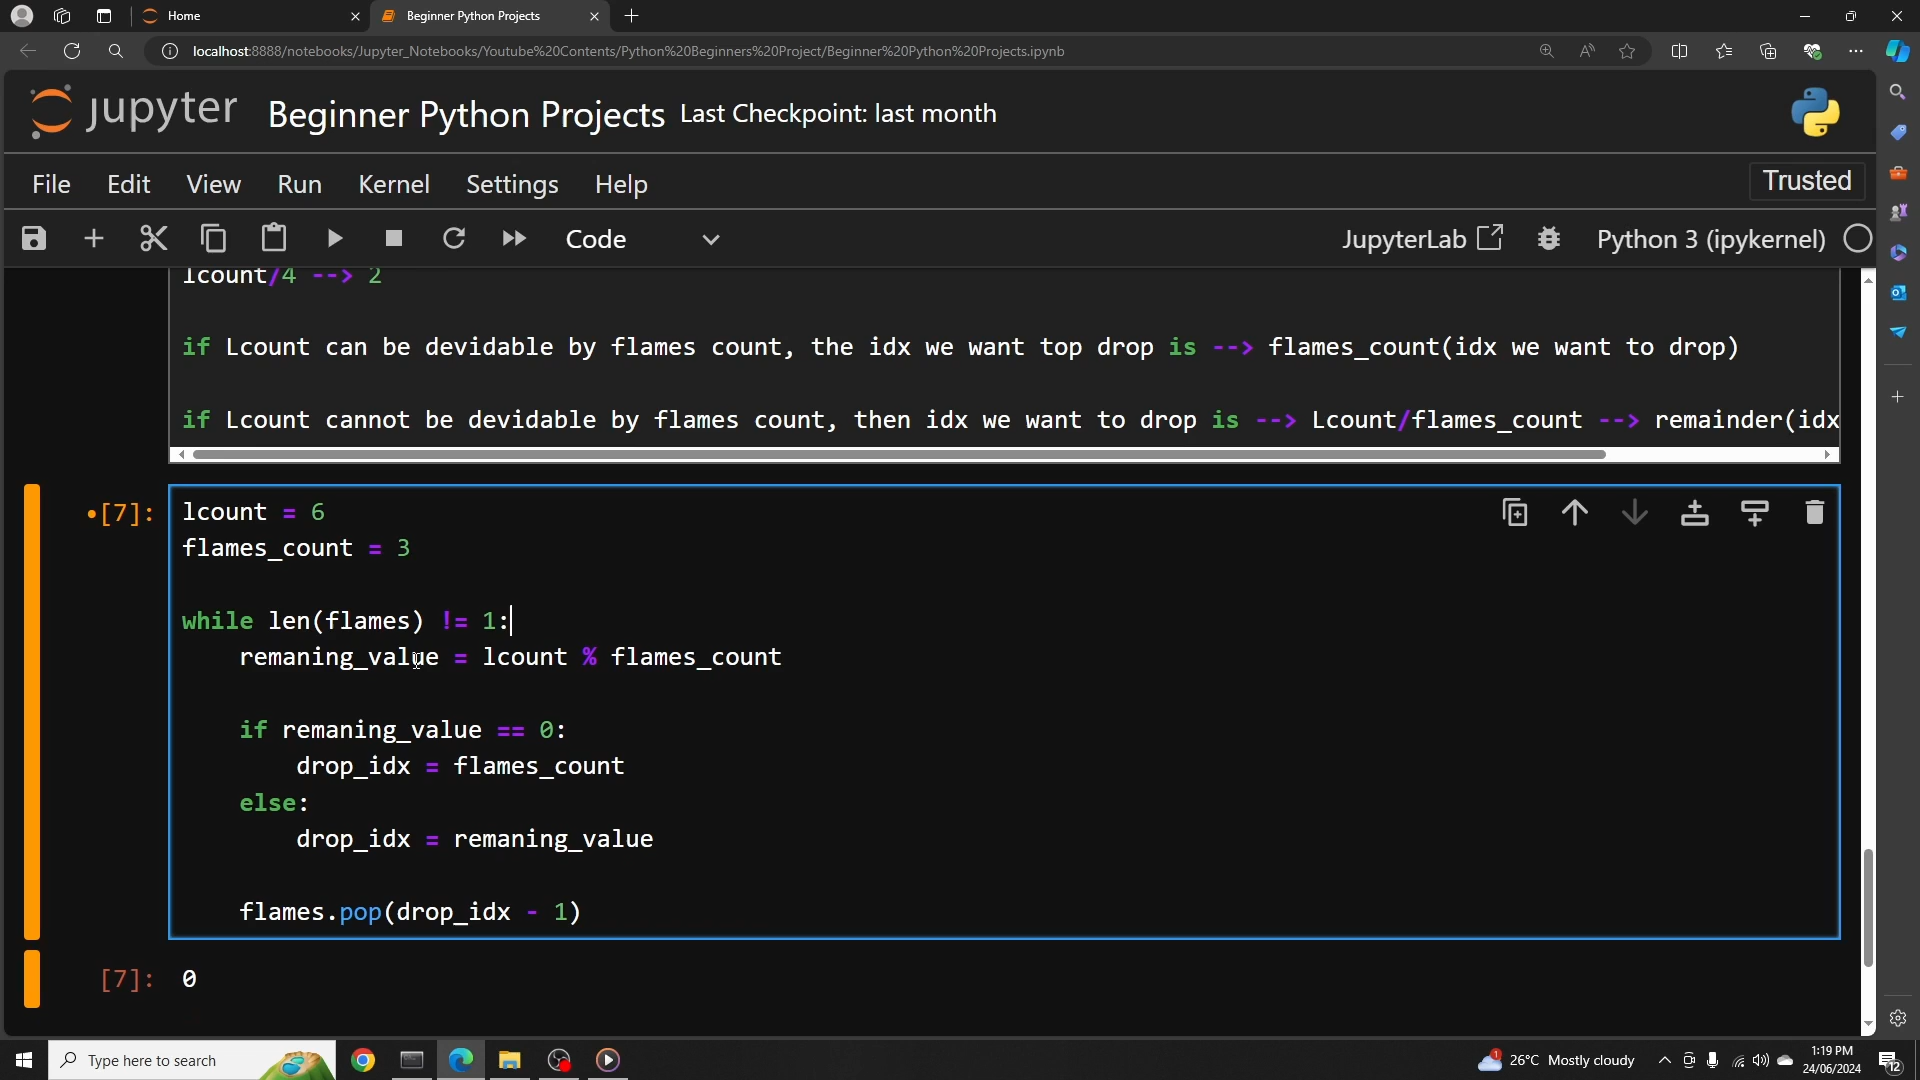 Home
Beginner Python Projects
localhost:8888/notebooks/Jupyter_Notebooks/Youtube%20Contents/Python%20Beginners%20Project/Beginner%20Python%20Projects.ipynb
jupyter Beginner Python Projects Last Checkpoint: last month
File Edit View Run Kernel Settings Help Trusted
Code JupyterLab Python 3 (ipykernel)
lcount/4 --> 2
if Lcount can be devidable by flames count, the idx we want top drop is --> flames_count(idx we want to drop)
if Lcount cannot be devidable by flames count, then idx we want to drop is --> Lcount/flames_count --> remainder(idx
[7]: lcount = 6
flames_count = 3
while len(flames) != 1:
remaning_value = lcount % flames_count
if remaning_value == 0:
drop_idx = flames_count
else:
drop_idx = remaning_value
flames.pop(drop_idx - 1)
[7]: 0
Type here to search
1
26°C Mostly cloudy
1:19 PM
24/06/2024
12